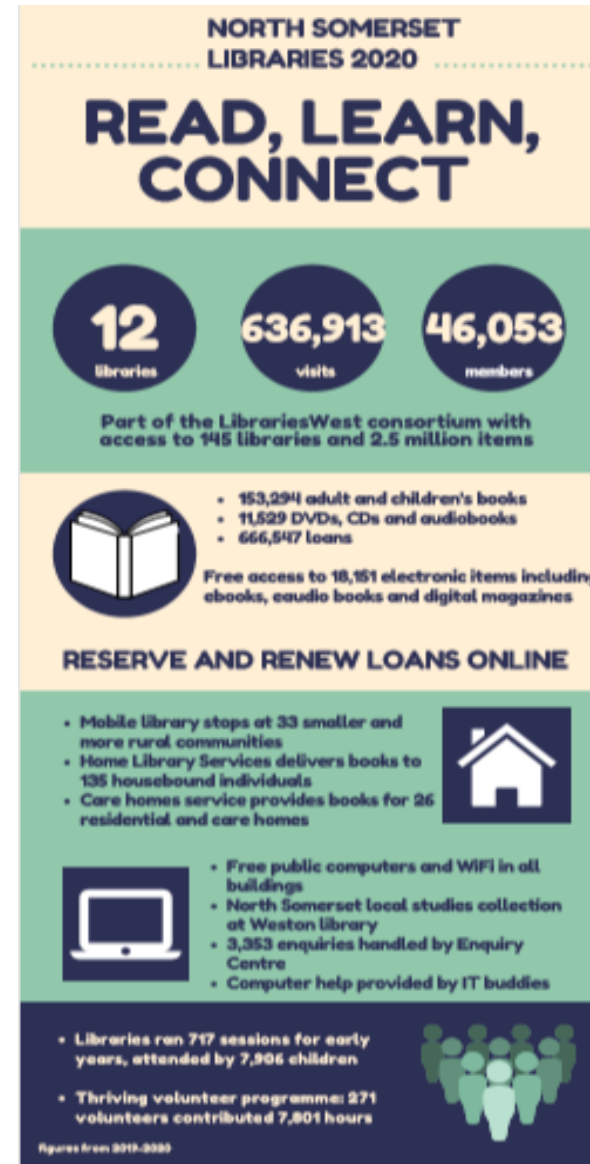 NORTH SOMERSET
LIBRARIES 2020
READ, LEARN,
CONNECT
12
libraries
636,913
visits
46,053
members
Part of the LibrariesWest consortium with
access to 145 libraries and 2.5 million items
• 153,294 adult and children's books
• 11,529 DVDs, CDs and audiobooks
• 666,547 loans
Free access to 18,151 electronic items including
ebooks, eaudio books and digital magazines
RESERVE AND RENEW LOANS ONLINE
• Mobile library stops at 33 smaller and
more rural communities
• Home Library Services delivers books to
135 housebound individuals
• Care homes service provides books for 26
residential and care homes
• Free public computers and WiFi in all
buildings
• North Somerset local studies collection
at Weston library
• 3,353 enquiries handled by Enquiry
Centre
• Computer help provided by IT buddies
• Libraries ran 717 sessions for early
years, attended by 7,906 children
• Thriving volunteer programme: 271
volunteers contributed 7,801 hours
figures from 2019-2020